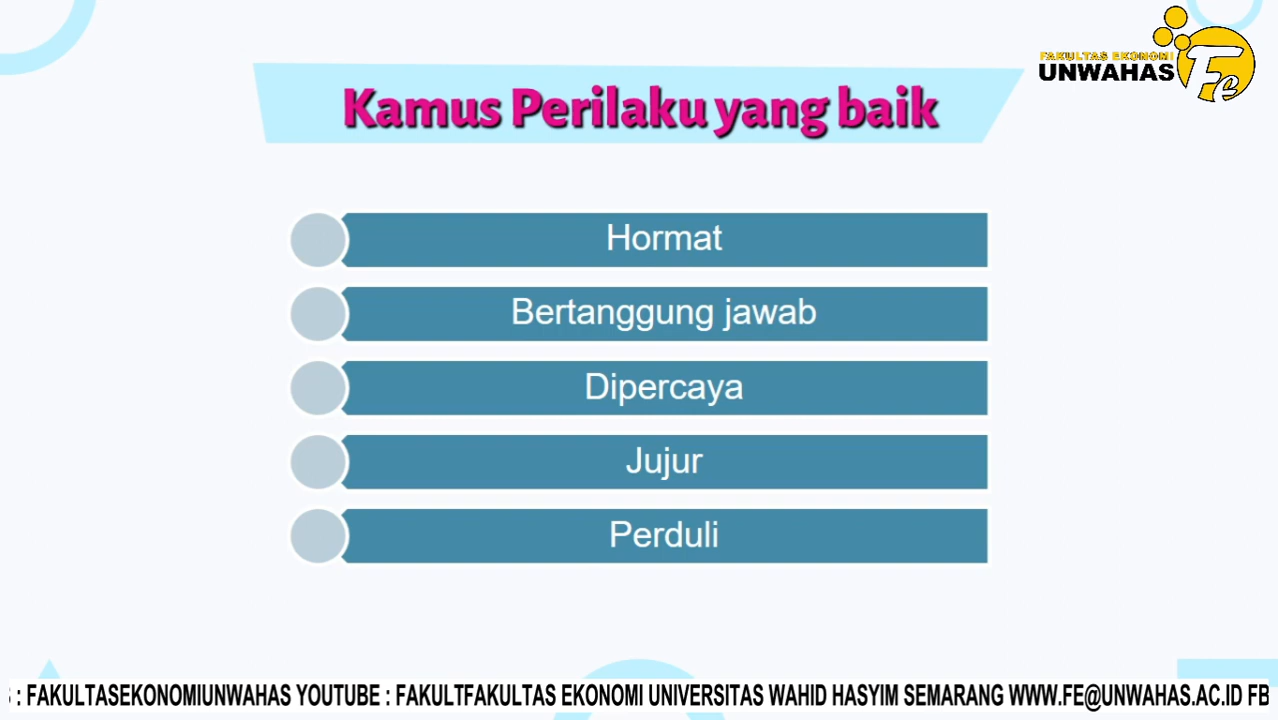 FAKULTAS EKONOMI
UNWAHAS
Fe
Kamus Perilaku yang baik
Hormat
Bertanggung jawab
Dipercaya
Jujur
Perduli
: FAKULTASEKONOMIUNWAHAS YOUTUBE : FAKULTFAKULTAS EKONOMI UNIVERSITAS WAHID HASYIM SEMARANG WWW.FE@UNWAHAS.AC.ID FB